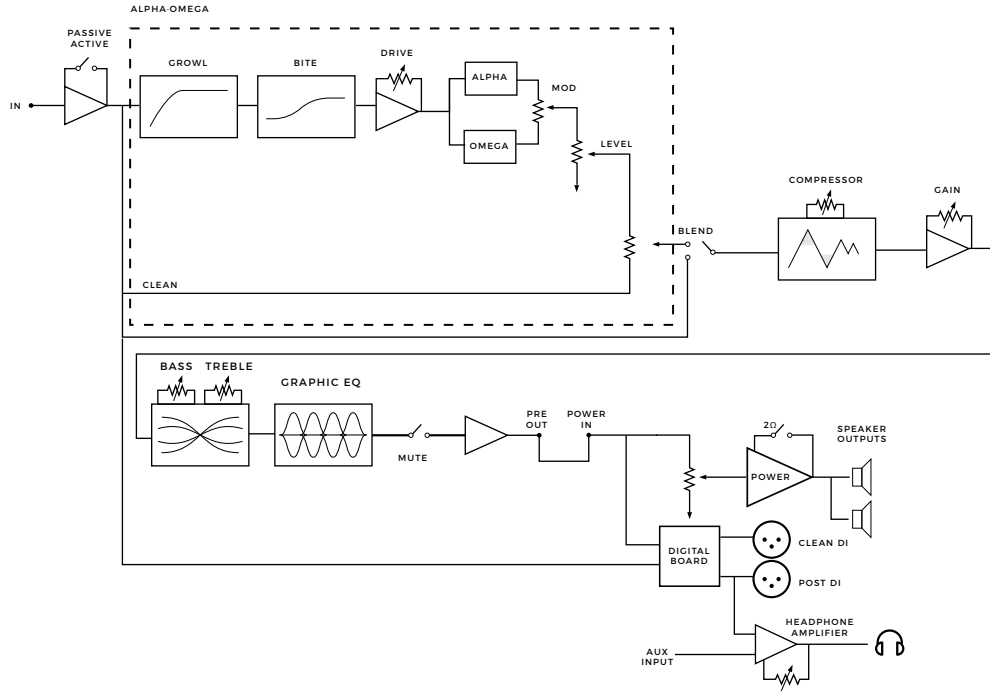 ALPHA·OMEGA
PASSIVE
ACTIVE
IN
GROWL
BITE
DRIVE
ALPHA
OMEGA
MOD
LEVEL
BLEND
CLEAN
COMPRESSOR
GAIN
BASS
TREBLE
GRAPHIC EQ
MUTE
PRE
OUT
POWER
IN
2Ω
SPEAKER
OUTPUTS
POWER
DIGITAL
BOARD
CLEAN DI
POST DI
HEADPHONE
AMPLIFIER
AUX
INPUT